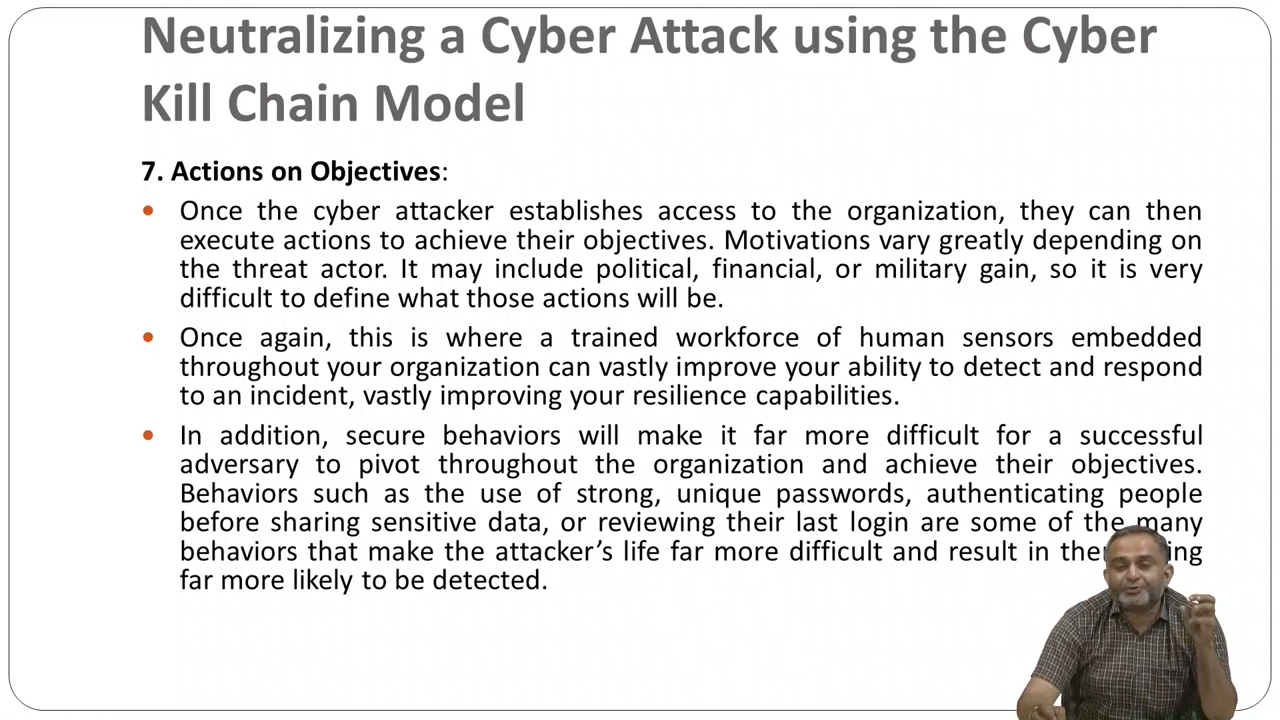 Neutralizing a Cyber Attack using the Cyber
Kill Chain Model
7. Actions on Objectives:
• Once the cyber attacker establishes access to the organization, they can then
execute actions to achieve their objectives. Motivations vary greatly depending on
the threat actor. It may include political, financial, or military gain, so it is very
difficult to define what those actions will be.
• Once again, this is where a trained workforce of human sensors embedded
throughout your organization can vastly improve your ability to detect and respond
to an incident, vastly improving your resilience capabilities.
• In addition, secure behaviors will make it far more difficult for a successful
adversary to pivot throughout the organization and achieve their objectives.
Behaviors such as the use of strong, unique passwords, authenticating people
before sharing sensitive data, or reviewing their last login are some of the many
behaviors that make the attacker’s life far more difficult and result in
far more likely to be detected.